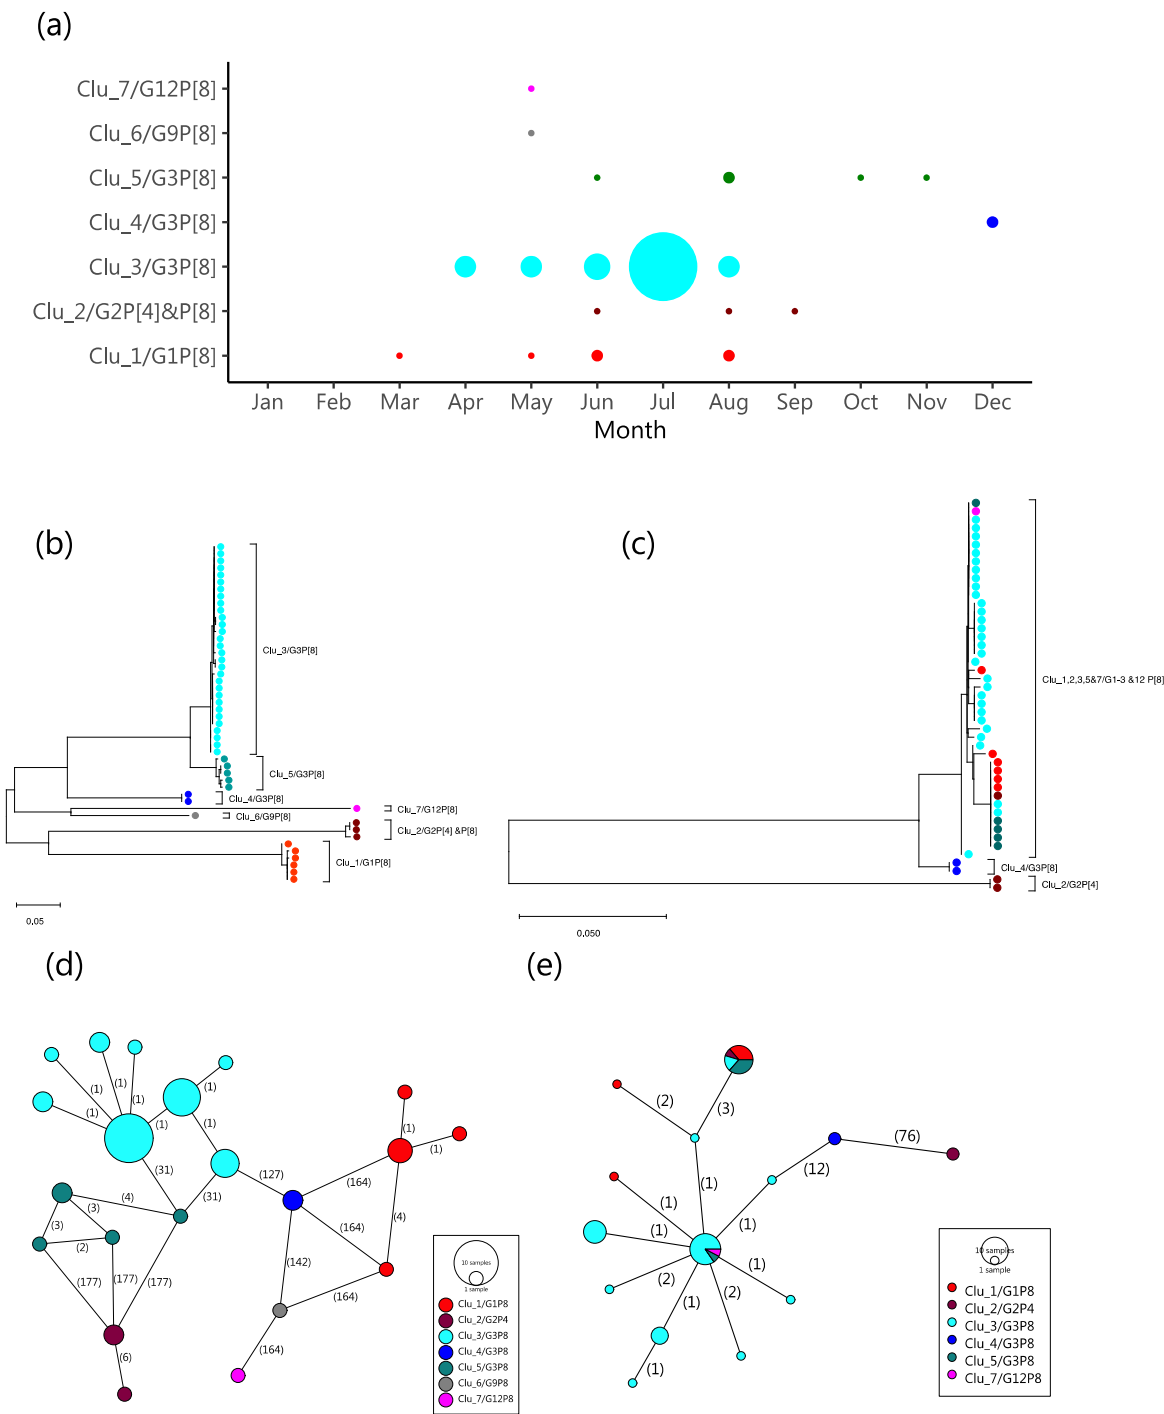 (a)
Clu_7/G12P[8]
Clu_6/G9P[8]
Clu_5/G3P[8]
Clu_4/G3P[8]
Clu_3/G3P[8]
Clu_2/G2P[4]&P[8]
Clu_1/G1P[8]
Jan Feb Mar Apr May Jun Jul Aug Sep Oct Nov Dec
Month
(b)
Clu_3/G3P[8]
Clu_5/G3P[8]
Clu_4/G3P[8]
Clu_7/G12P[8]
Clu_6/G9P[8]
Clu_2/G2P[4] &P[8]
Clu_1/G1P[8]
0.05
(c)
Clu_1,2,3,5&7/G1-3 &12 P[8]
Clu_4/G3P[8]
Clu_2/G2P[4]
0.050
(d)
(1)
(1)
(1)
(1)
(1)
(1)
(1)
(31)
(31)
(4)
(3)
(3)
(2)
(177)
(177)
(177)
(6)
(127)
(164)
(1)
(1)
(4)
(164)
(142)
(164)
(164)
10 samples
1 sample
Clu_1/G1P8
Clu_2/G2P4
Clu_3/G3P8
Clu_4/G3P8
Clu_5/G3P8
Clu_6/G9P8
Clu_7/G12P8
(e)
(2)
(3)
(76)
(12)
(1)
(1)
(1)
(1)
(1)
(2)
(1)
(2)
(1)
10 samples
1 sample
Clu_1/G1P8
Clu_2/G2P4
Clu_3/G3P8
Clu_4/G3P8
Clu_5/G3P8
Clu_7/G12P8